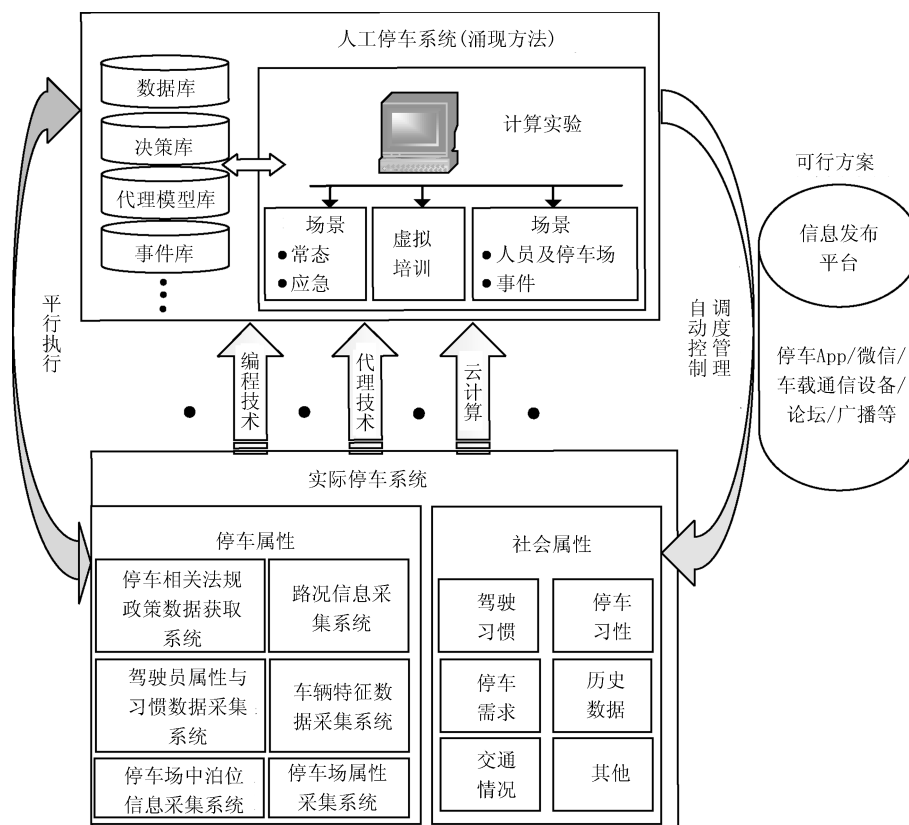 人工停车系统(涌现方法)
数据库
决策库
代理模型库
事件库
计算实验
场景
常态
应急
虚拟
培训
场景
人员及停车场
事件
平行执行
编程技术
代理技术
云计算
调度管理
自动控制
可行方案
信息发布
平台
停车App/微信/
车载通信设备/
论坛/广播等
实际停车系统
停车属性
停车相关法规
政策数据获取
系统
路况信息采
集系统
驾驶员属性与
习惯数据采集
系统
车辆特征数
据采集系统
停车场中泊位
信息采集系统
停车场属性
采集系统
社会属性
驾驶
习惯
停车
习性
停车
需求
历史
数据
交通
情况
其他